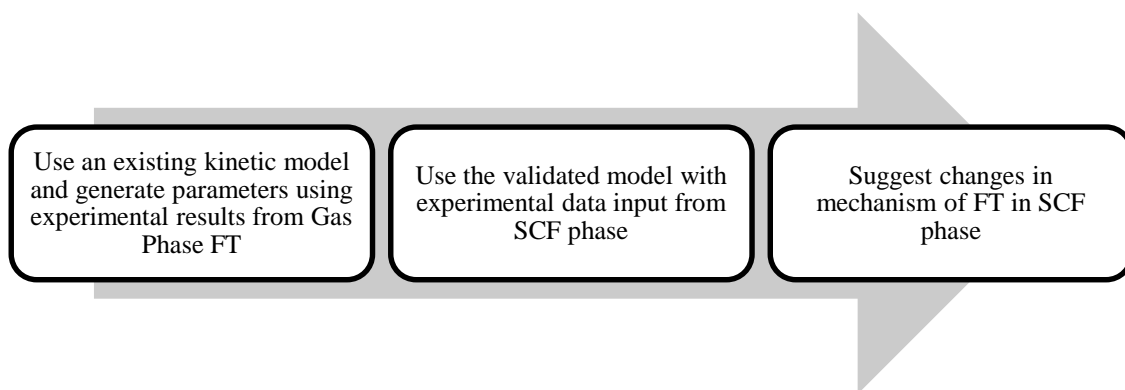 Use an existing kinetic model
and generate parameters using
experimental results from Gas
Phase FT
Use the validated model with
experimental data input from
SCF phase
Suggest changes in
mechanism of FT in SCF
phase